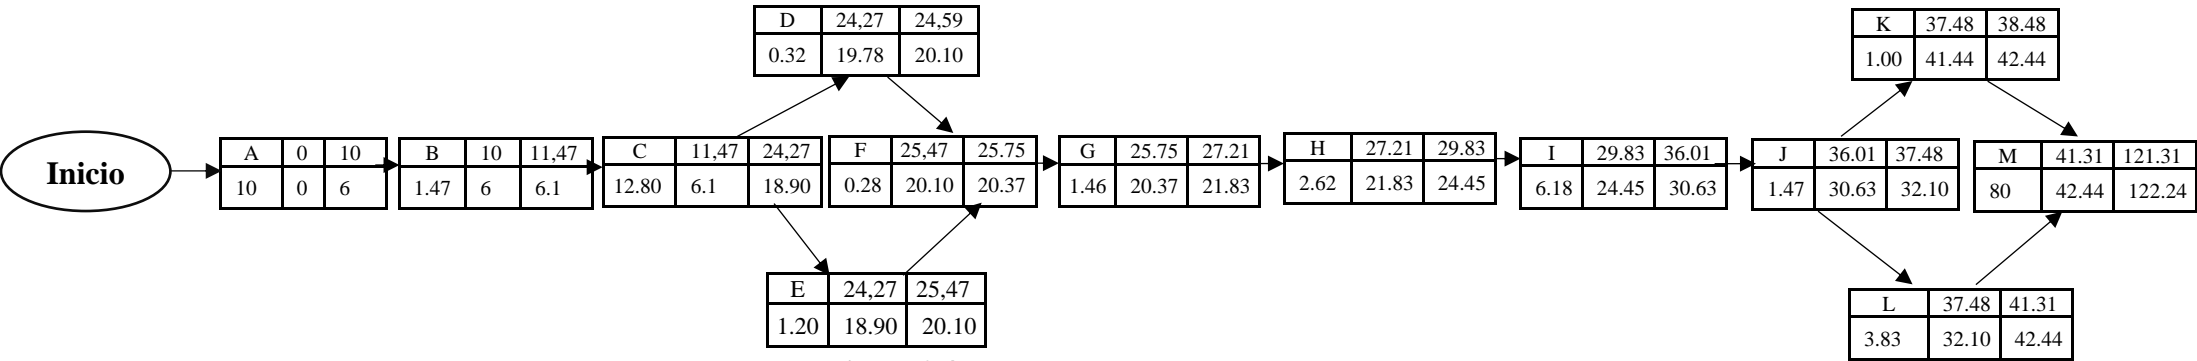 Inicio
A 0 10
10 0 6
B 10 11,47
1.47 6 6.1
C 11,47 24,27
12.80 6.1 18.90
D 24,27 24,59
0.32 19.78 20.10
E 24,27 25,47
1.20 18.90 20.10
F 25,47 25.75
0.28 20.10 20.37
G 25.75 27.21
1.46 20.37 21.83
H 27.21 29.83
2.62 21.83 24.45
I 29.83 36.01
6.18 24.45 30.63
J 36.01 37.48
1.47 30.63 32.10
K 37.48 38.48
1.00 41.44 42.44
L 37.48 41.31
3.83 32.10 42.44
M 41.31 121.31
80 42.44 122.24